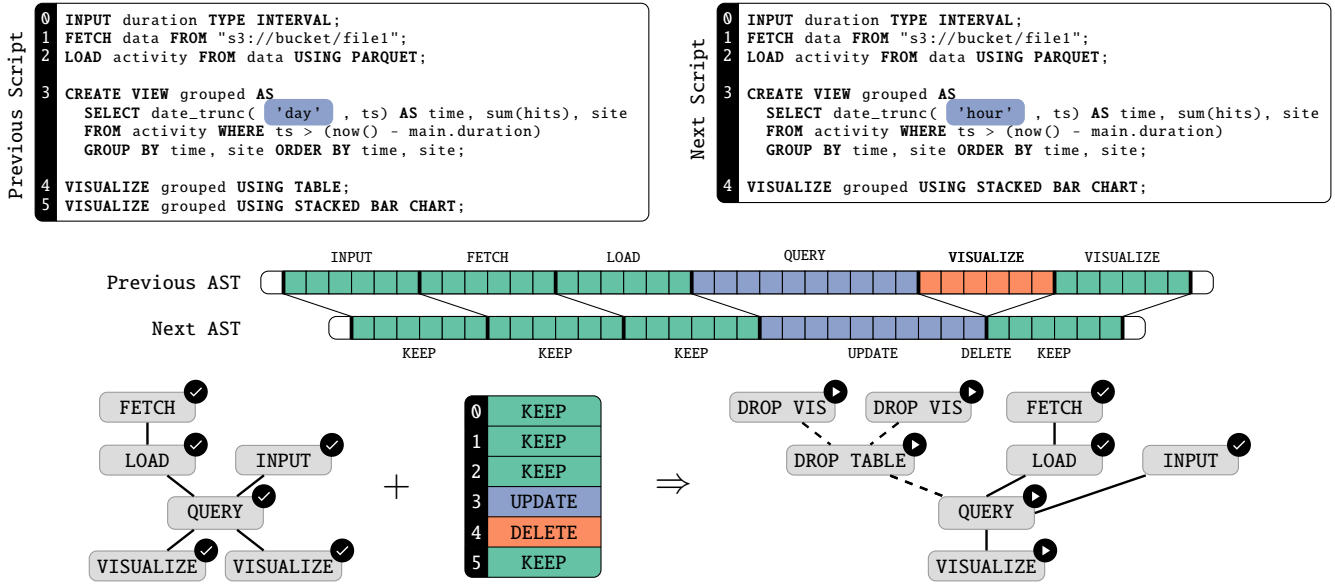 Previous Script
0 INPUT duration TYPE INTERVAL;
1 FETCH data FROM "s3://bucket/file1";
2 LOAD activity FROM data USING PARQUET;
3 CREATE VIEW grouped AS
SELECT date_trunc( 'day' , ts) AS time, sum(hits), site
FROM activity WHERE ts > (now() - main.duration)
GROUP BY time, site ORDER BY time, site;
4 VISUALIZE grouped USING TABLE;
5 VISUALIZE grouped USING STACKED BAR CHART;
Next Script
0 INPUT duration TYPE INTERVAL;
1 FETCH data FROM "s3://bucket/file1";
2 LOAD activity FROM data USING PARQUET;
3 CREATE VIEW grouped AS
SELECT date_trunc( 'hour' , ts) AS time, sum(hits), site
FROM activity WHERE ts > (now() - main.duration)
GROUP BY time, site ORDER BY time, site;
4 VISUALIZE grouped USING STACKED BAR CHART;
INPUT FETCH LOAD QUERY VISUALIZE VISUALIZE
Previous AST
Next AST
KEEP KEEP KEEP UPDATE DELETE KEEP
FETCH
LOAD INPUT
QUERY
VISUALIZE VISUALIZE
+
0 KEEP
1 KEEP
2 KEEP
3 UPDATE
4 DELETE
5 KEEP
⇒
DROP VIS DROP VIS FETCH
DROP TABLE LOAD INPUT
QUERY
VISUALIZE